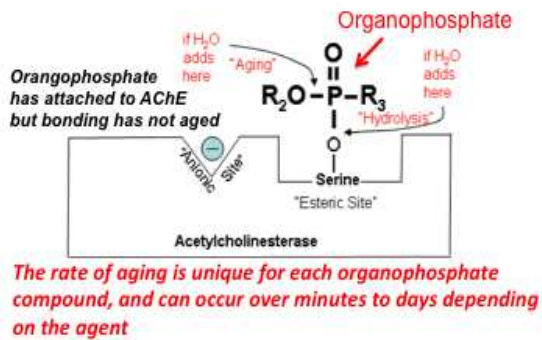 Organophosphate
if H₂O
adds
here
"Aging"
O
if H₂O
adds
here
Orangophosphate
has attached to AChE
but bonding has not aged
R₂O–P–R₃
"Hydrolysis"
O
"Anionic Site"
Serine
"Esteric Site"
Acetylcholinesterase
The rate of aging is unique for each organophosphate
compound, and can occur over minutes to days depending
on the agent